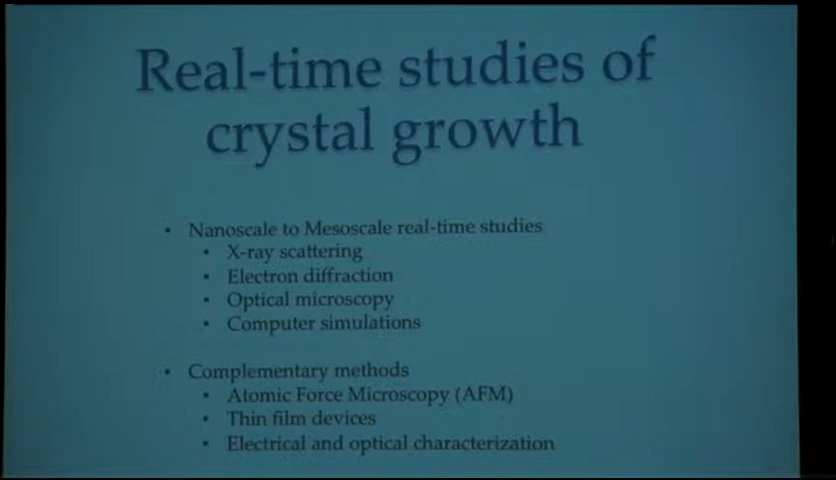 Real-time studies of
crystal growth
• Nanoscale to Mesoscale real-time studies
• X-ray scattering
• Electron diffraction
• Optical microscopy
• Computer simulations
• Complementary methods
• Atomic Force Microscopy (AFM)
• Thin film devices
• Electrical and optical characterization